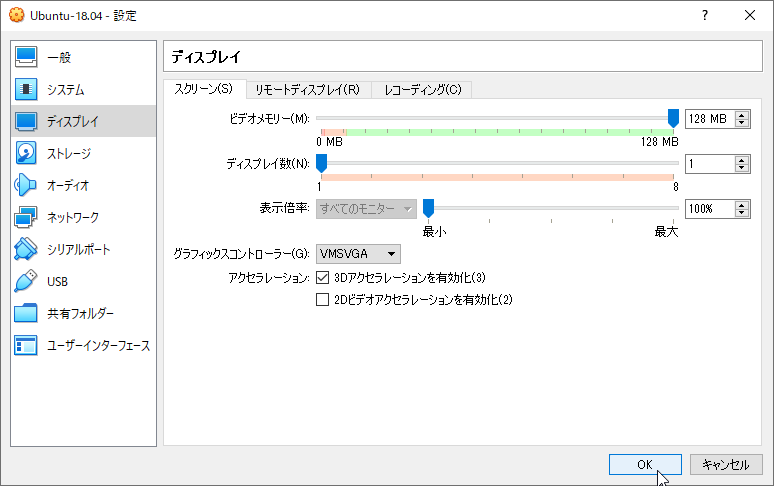 Ubuntu-18.04 - 設定
?
一般
システム
ディスプレイ
ストレージ
オーディオ
ネットワーク
シリアルポート
USB
共有フォルダー
ユーザーインターフェース
ディスプレイ
スクリーン(S) リモートディスプレイ(R) レコーディング(C)
ビデオメモリー(M): 128 MB
0 MB 128 MB
ディスプレイ数(N): 1
1 8
表示倍率: すべてのモニター 100%
最小 最大
グラフィックスコントローラー(G): VMSVGA
アクセラレーション: 3Dアクセラレーションを有効化(3)
2Dビデオアクセラレーションを有効化(2)
OK キャンセル